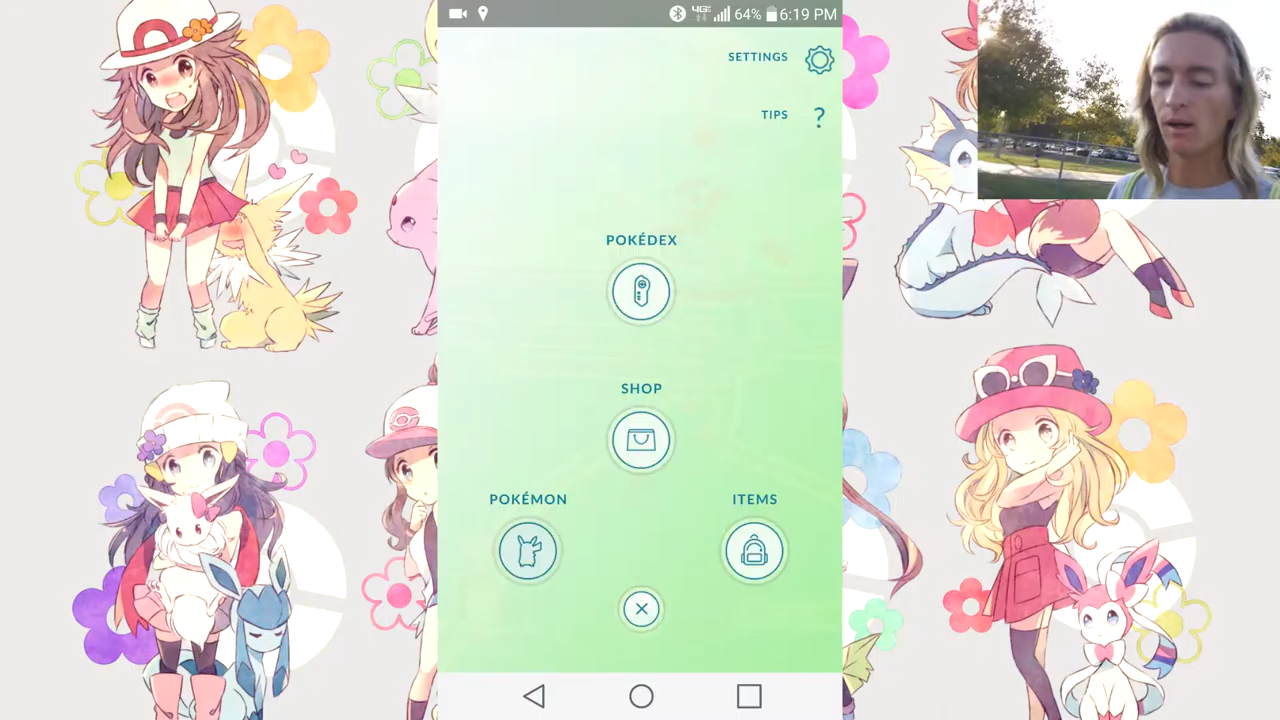 4G 64% 6:19 PM
SETTINGS
TIPS ?
POKÉDEX
SHOP
POKÉMON
ITEMS